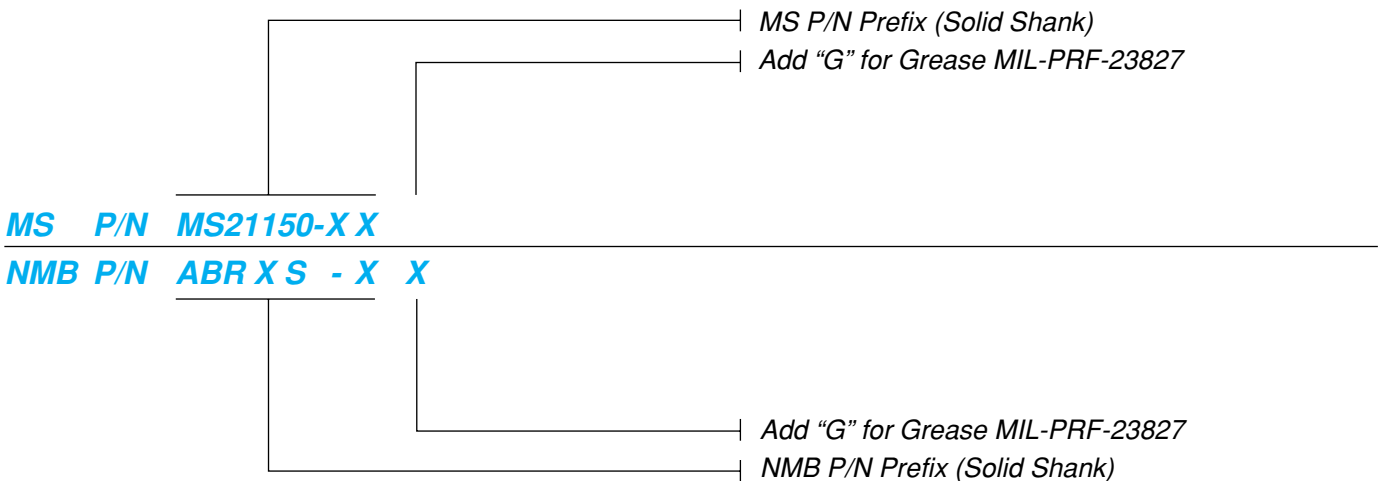 MS P/N Prefix (Solid Shank)
Add “G” for Grease MIL-PRF-23827
MS P/N MS21150-X X
NMB P/N ABR X S - X X
Add “G” for Grease MIL-PRF-23827
NMB P/N Prefix (Solid Shank)